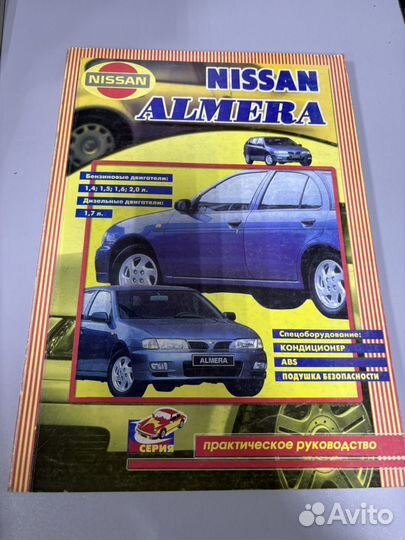 NISSAN
NISSAN
ALMERA
Бензиновые двигатели:
1,4; 1,5; 1,6; 2,0 л.
Дизельные двигатели:
1,7 л.
ALMERA
Спецоборудование:
КОНДИЦИОНЕР
ABS
ПОДУШКА БЕЗОПАСНОСТИ
СЕРИЯ
практическое руководство
Avito